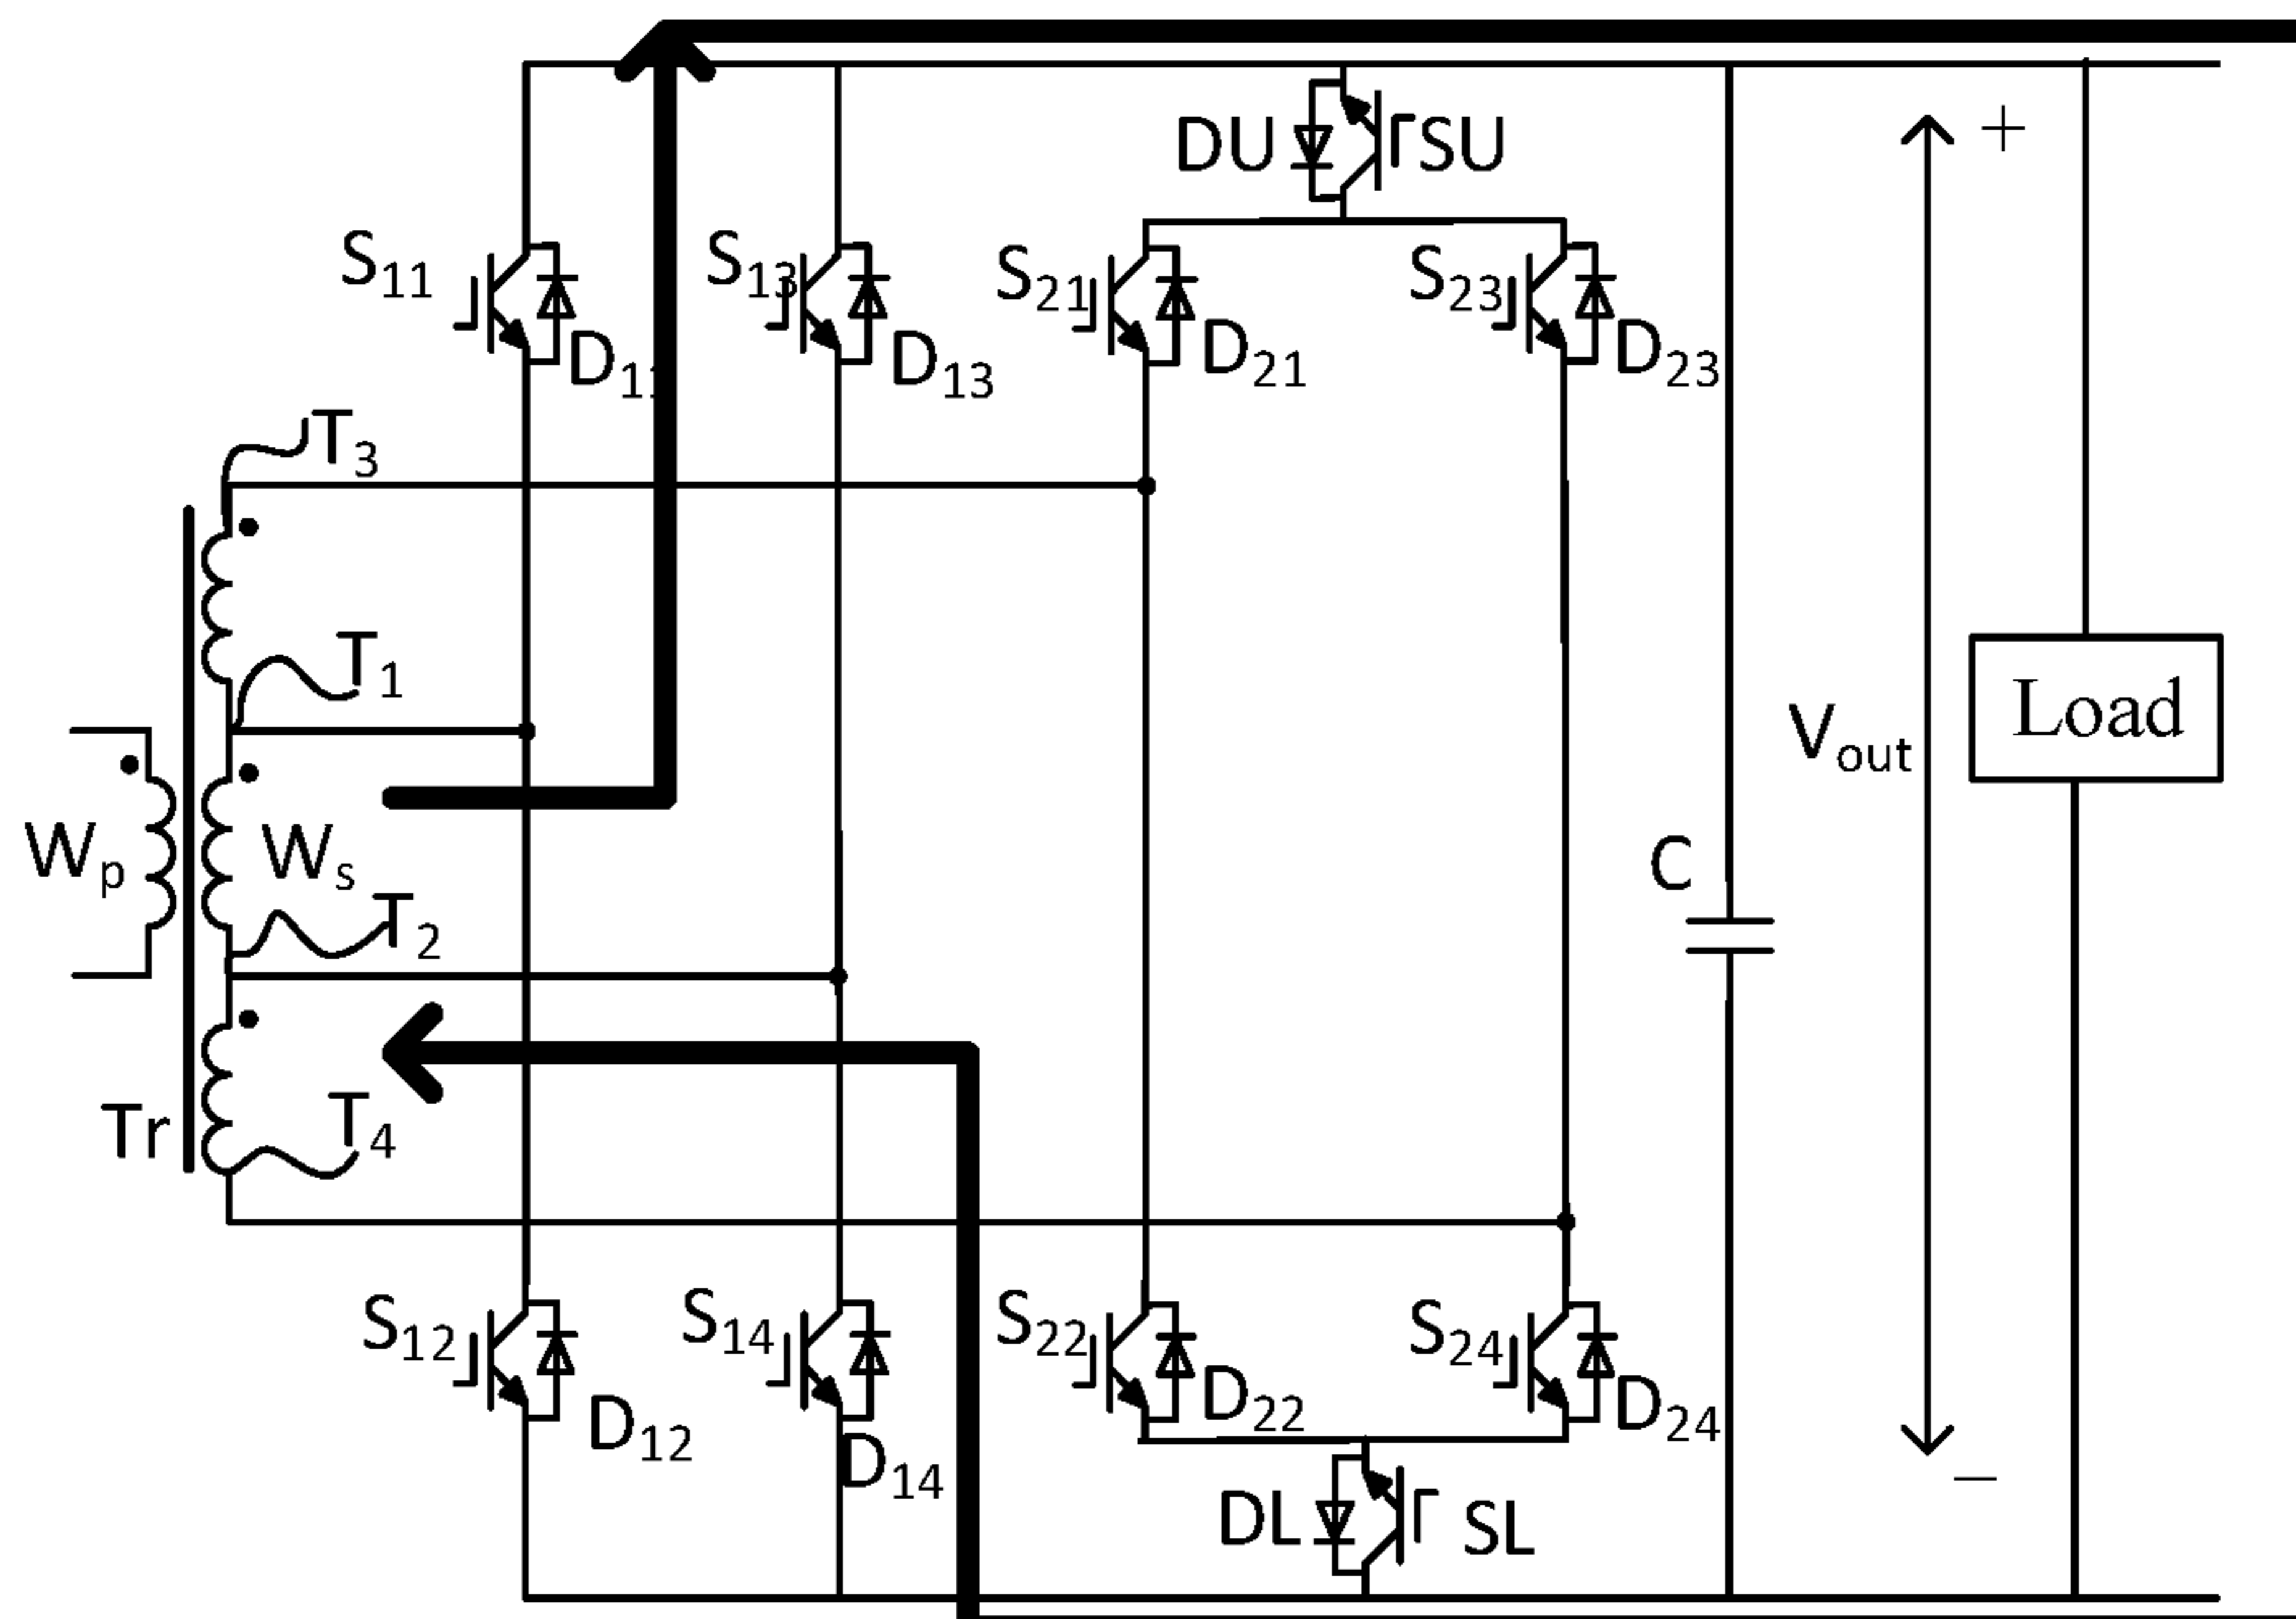 DU
SU
+
S11
S13
S21
S23
D11
D13
D21
D23
T3
T1
Load
Vout
Wp
Ws
C
T2
Tr
T4
S12
S14
S22
S24
D12
D14
D22
D24
DL
SL
−